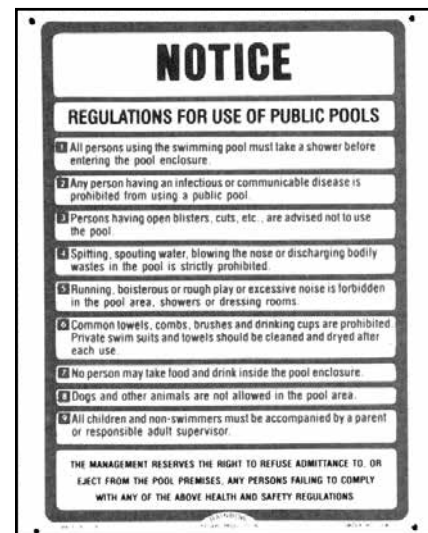 NOTICE
REGULATIONS FOR USE OF PUBLIC POOLS
1 All persons using the swimming pool must take a shower before
entering the pool enclosure.
2 Any person having an infectious or communicable disease is
prohibited from using a public pool.
3 Persons having open blisters, cuts, etc., are advised not to use
the pool.
4 Spitting, spouting water, blowing the nose or discharging bodily
wastes in the pool is strictly prohibited.
5 Running, boisterous or rough play or excessive noise is forbidden
in the pool area, showers or dressing rooms.
6 Common towels, combs, brushes and drinking cups are prohibited.
Private swim suits and towels should be cleaned and dryed after
each use.
7 No person may take food and drink inside the pool enclosure.
8 Dogs and other animals are not allowed in the pool area.
9 All children and non-swimmers must be accompanied by a parent
or responsible adult supervisor.
THE MANAGEMENT RESERVES THE RIGHT TO REFUSE ADMITTANCE TO, OR
EJECT FROM THE POOL PREMISES, ANY PERSONS FAILING TO COMPLY
WITH ANY OF THE ABOVE HEALTH AND SAFETY REGULATIONS
RAINBOW